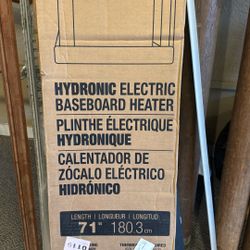 HYDRONIC ELECTRIC
BASEBOARD HEATER
PLINTHE ÉLECTRIQUE
HYDRONIQUE
CALENTADOR DE
ZÓCALO ELÉCTRICO
HIDRÓNICO
LENGTH | LONGUEUR | LONGITUD
71" 180.3 cm